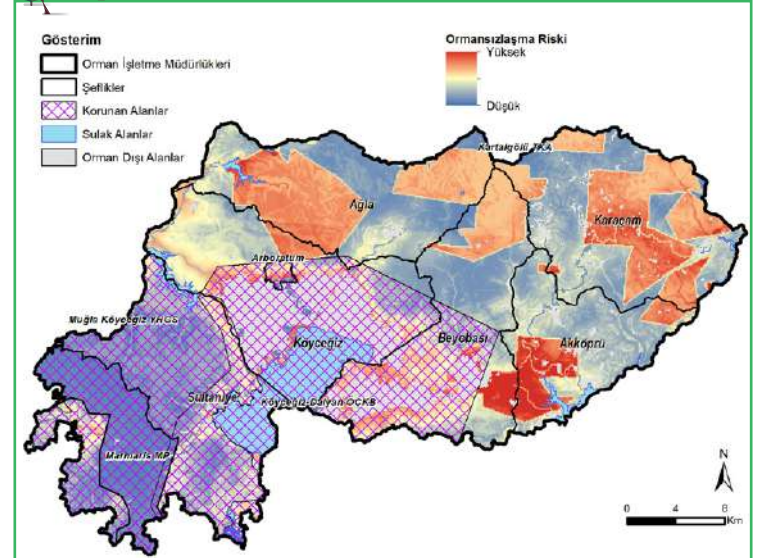 Gösterim
Orman İşletme Müdürlükleri
Şeflikler
Korunan Alanlar
Sulak Alanlar
Orman Dışı Alanlar
Ormansızlaşma Riski
Yüksek
Düşük
Kartalgölü TKA
Ağla
Karaçam
Arboretum
Muğla Köyceğiz YHGS
Köyceğiz
Beyobası
Akköprü
Sultaniye
Köyceğiz-Dalyan ÖÇKB
Marmaris MP
N
0 4 8
Km